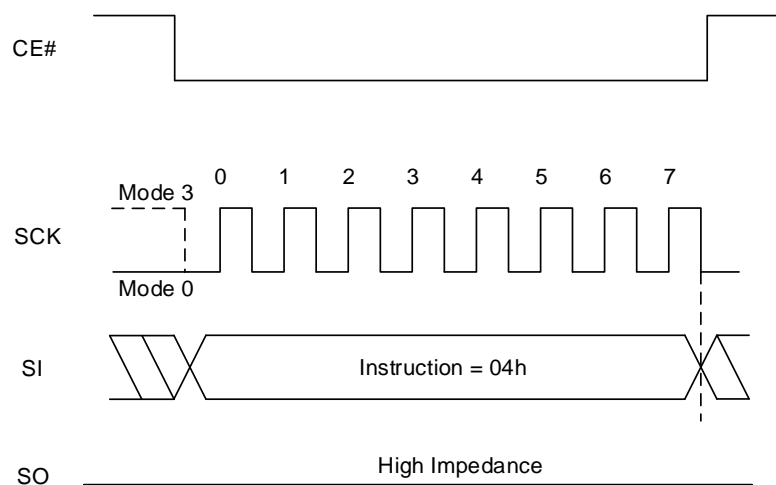 CE#
0 1 2 3 4 5 6 7
Mode 3
SCK
Mode 0
SI
Instruction = 04h
High Impedance
SO